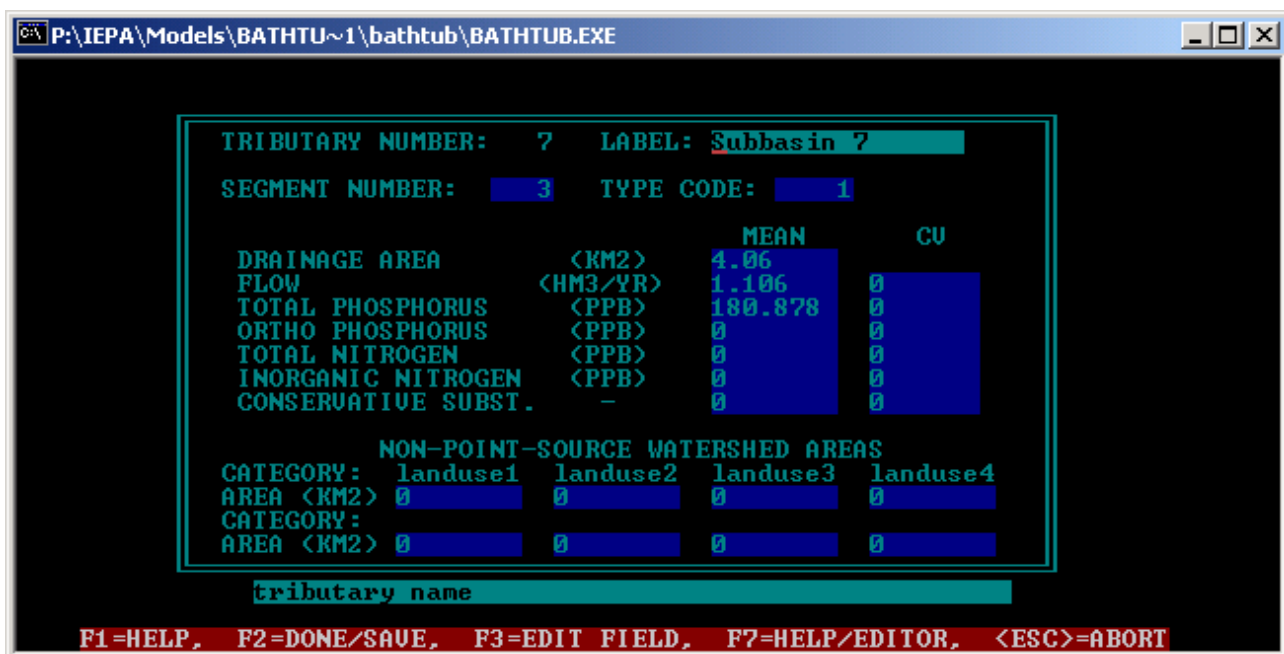 P:\IEPA\Models\BATHTU~1\bathtub\BATHTUB.EXE
TRIBUTARY NUMBER: 7 LABEL: Subbasin 7
SEGMENT NUMBER: 3 TYPE CODE: 1
MEAN CV
DRAINAGE AREA (KM2) 4.06
FLOW (HM3/YR) 1.106 0
TOTAL PHOSPHORUS (PPB) 180.878 0
ORTHO PHOSPHORUS (PPB) 0 0
TOTAL NITROGEN (PPB) 0 0
INORGANIC NITROGEN (PPB) 0 0
CONSERVATIVE SUBST. - 0 0
NON-POINT-SOURCE WATERSHED AREAS
CATEGORY: landuse1 landuse2 landuse3 landuse4
AREA (KM2) 0 0 0 0
CATEGORY:
AREA (KM2) 0 0 0 0
tributary name
F1=HELP, F2=DONE/SAVE, F3=EDIT FIELD, F7=HELP/EDITOR, <ESC>=ABORT